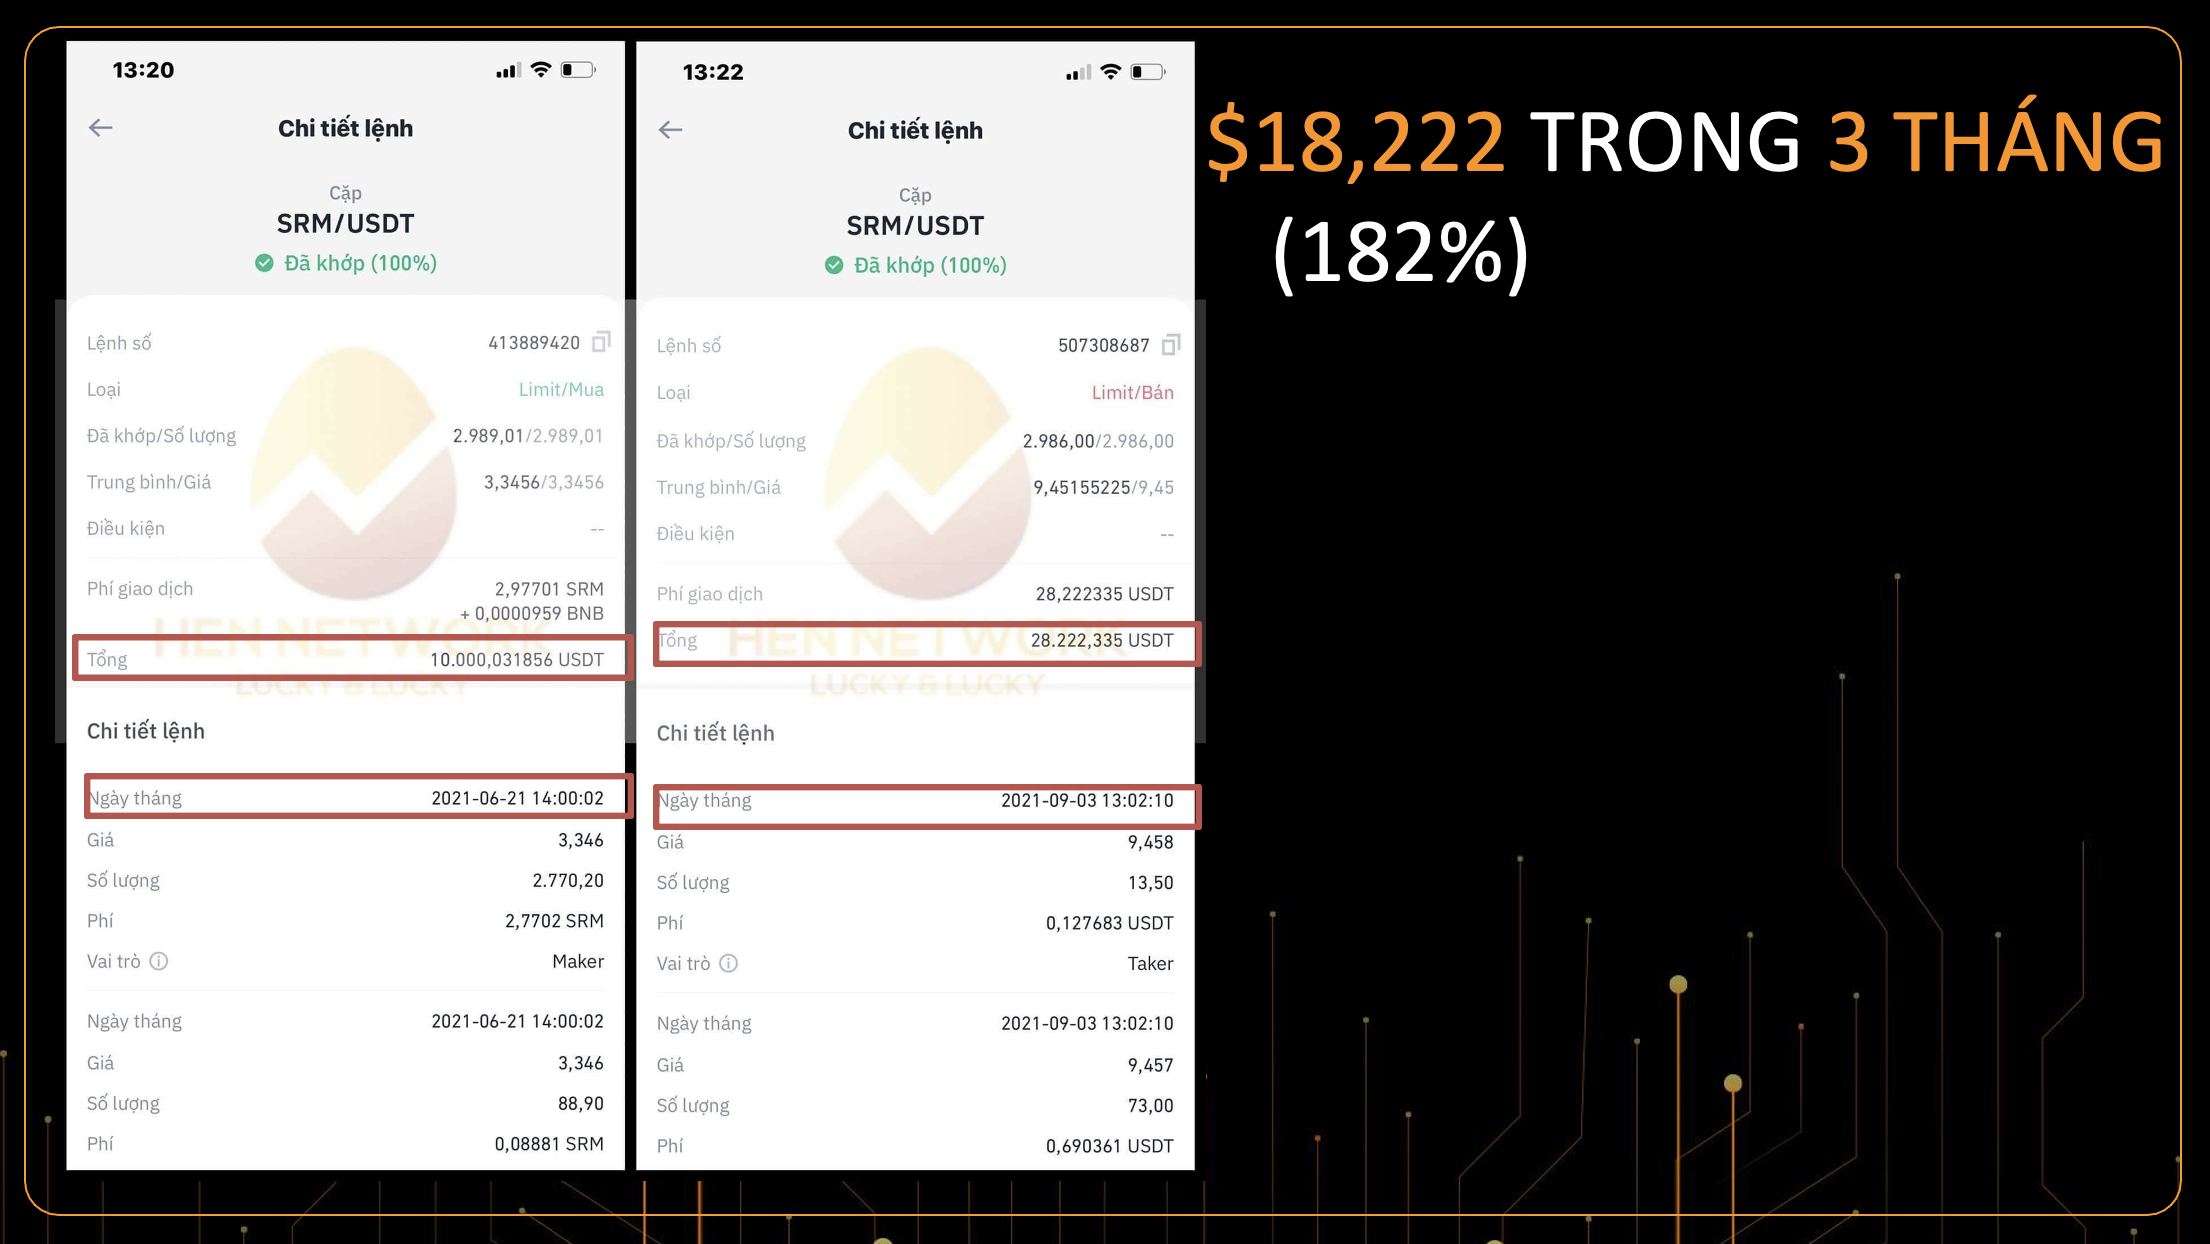 13:20
Chi tiết lệnh
Cặp
SRM/USDT
Đã khớp (100%)
Lệnh số 413889420
Loại Limit/Mua
Đã khớp/Số lượng 2.989,01/2.989,01
Trung bình/Giá 3,3456/3,3456
Điều kiện --
Phí giao dịch 2,97701 SRM
+ 0,0000959 BNB
HEN NETWORK
Tổng 10.000,031856 USDT
LUCKY & LUCKY
Chi tiết lệnh
Ngày tháng 2021-06-21 14:00:02
Giá 3,346
Số lượng 2.770,20
Phí 2,7702 SRM
Vai trò Maker
Ngày tháng 2021-06-21 14:00:02
Giá 3,346
Số lượng 88,90
Phí 0,08881 SRM
13:22
Chi tiết lệnh
Cặp
SRM/USDT
Đã khớp (100%)
Lệnh số 507308687
Loại Limit/Bán
Đã khớp/Số lượng 2.986,00/2.986,00
Trung bình/Giá 9,45155225/9,45
Điều kiện --
Phí giao dịch 28,222335 USDT
Tổng 28.222,335 USDT
HEN NETWORK
LUCKY & LUCKY
Chi tiết lệnh
Ngày tháng 2021-09-03 13:02:10
Giá 9,458
Số lượng 13,50
Phí 0,127683 USDT
Vai trò Taker
Ngày tháng 2021-09-03 13:02:10
Giá 9,457
Số lượng 73,00
Phí 0,690361 USDT
$18,222 TRONG 3 THÁNG
(182%)